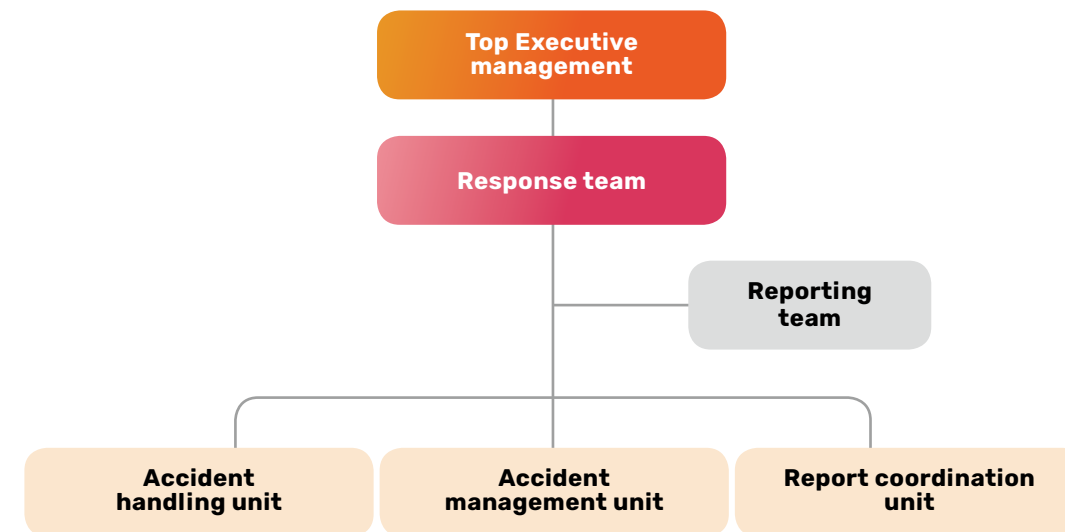 Top Executive
management
Response team
Reporting
team
Accident
handling unit
Accident
management unit
Report coordination
unit